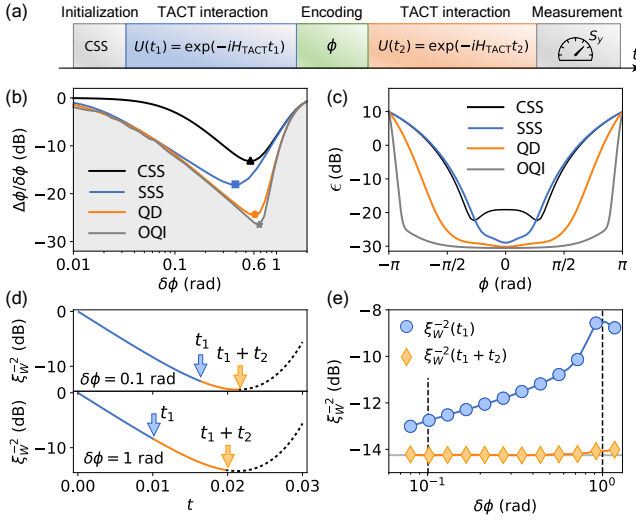 (a) Initialization TACT interaction Encoding TACT interaction Measurement
CSS U(t₁) = exp(−iH_TACT t₁) ϕ U(t₂) = exp(−iH_TACT t₂) S_y
t
(b)
0
−10
−20
−30
Δϕ/δϕ (dB)
CSS
SSS
QD
OQI
0.01 0.1 0.6 1
δϕ (rad)
(c)
10
0
−10
−20
−30
ϵ (dB)
CSS
SSS
QD
OQI
−π −π/2 0 π/2 π
ϕ (rad)
(d)
0
−10
ξ_W^−2 (dB)
t₁
t₁ + t₂
δϕ = 0.1 rad
0
−10
ξ_W^−2 (dB)
t₁
t₁ + t₂
δϕ = 1 rad
0.00 0.01 0.02 0.03
t
(e)
−8
−10
−12
−14
ξ_W^−2 (dB)
ξ_W^−2(t₁)
ξ_W^−2(t₁ + t₂)
10^−1 10^0
δϕ (rad)